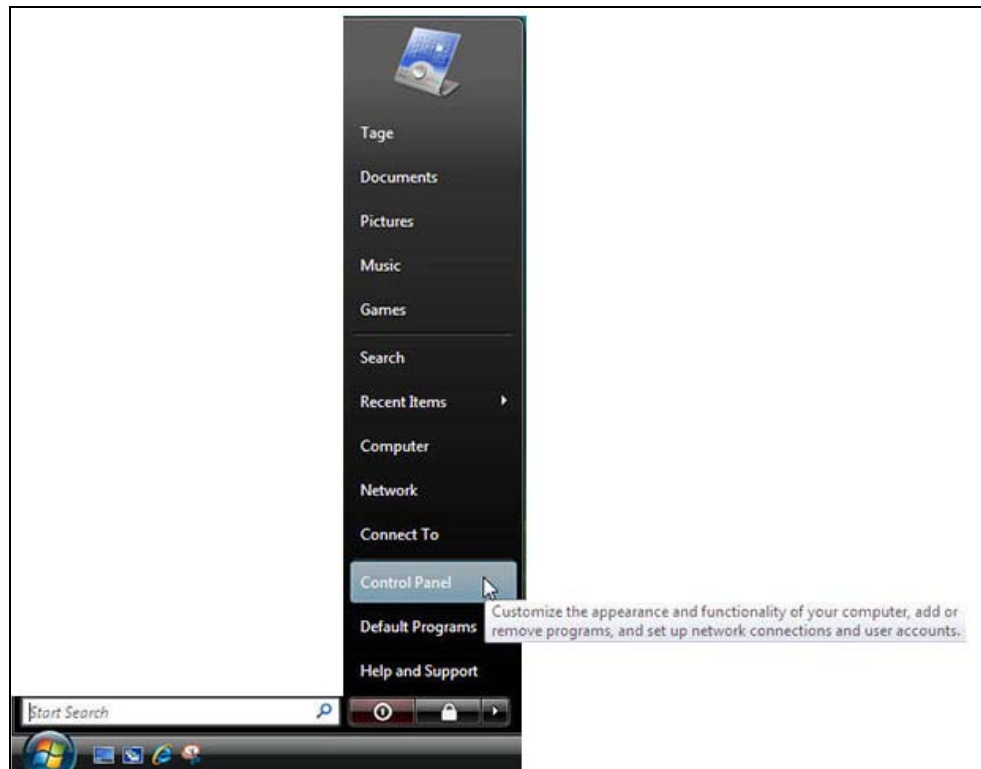 Tage
Documents
Pictures
Music
Games
Search
Recent Items
Computer
Network
Connect To
Control Panel
Customize the appearance and functionality of your computer, add or
remove programs, and set up network connections and user accounts.
Default Programs
Help and Support
Start Search